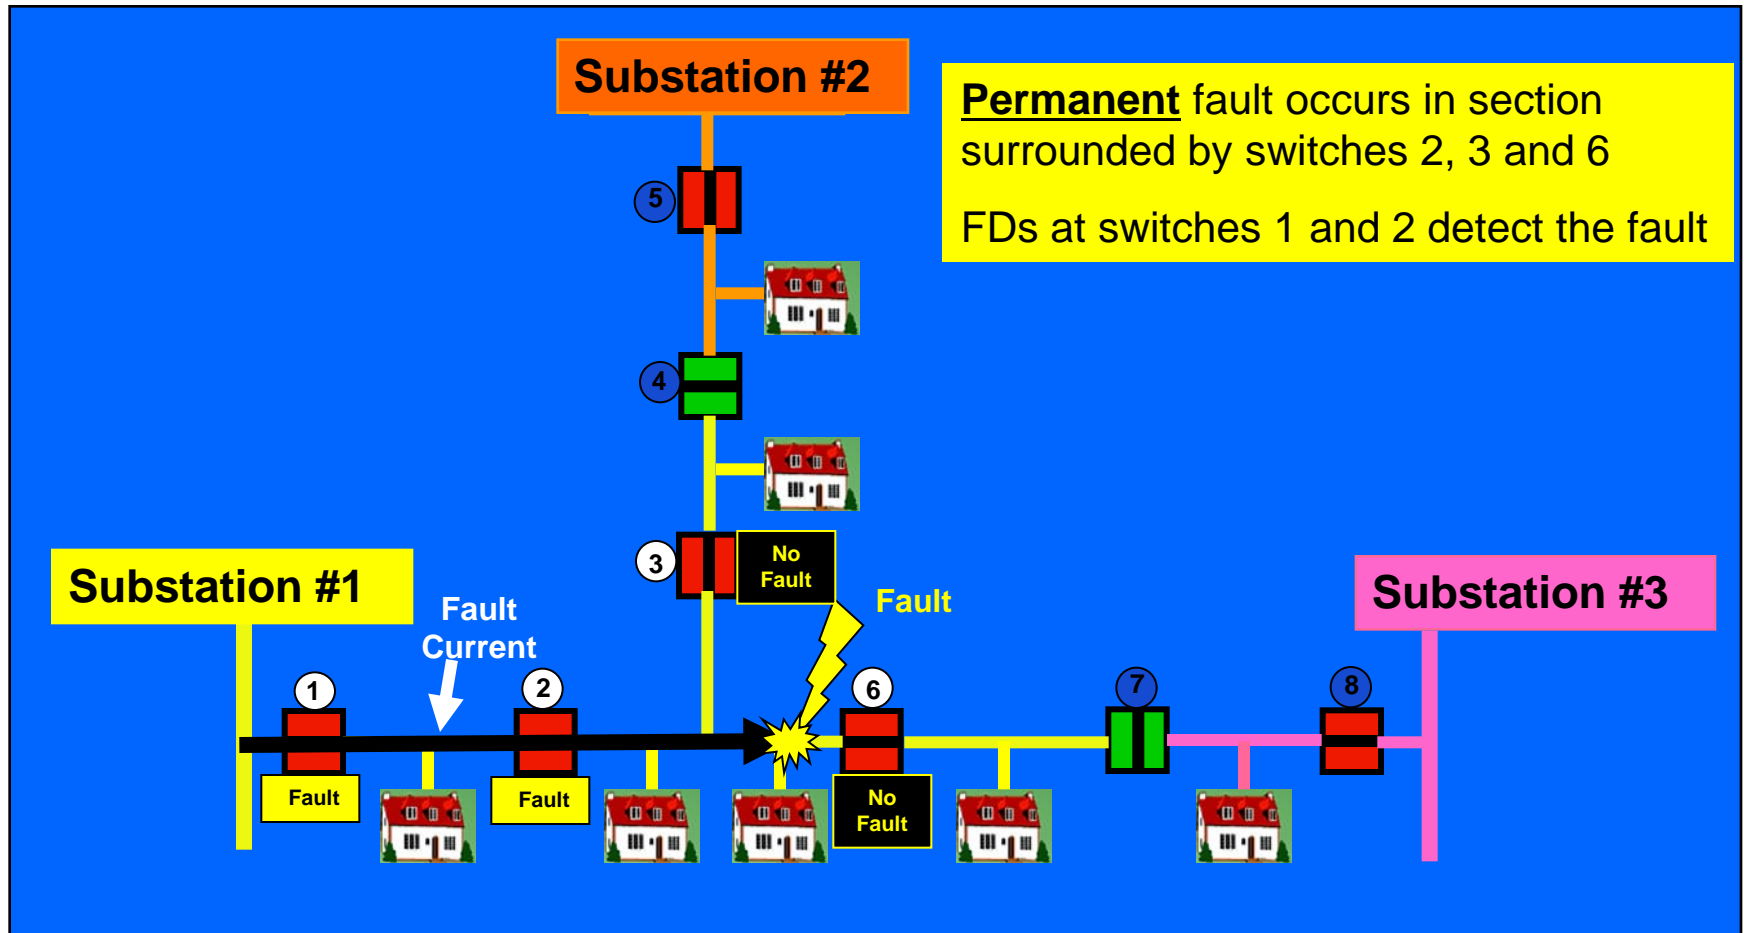 Substation #2
Permanent fault occurs in section
surrounded by switches 2, 3 and 6
FDs at switches 1 and 2 detect the fault
5
4
3
No
Fault
Substation #1
Fault
Current
Fault
Substation #3
1
2
6
7
8
Fault
Fault
No
Fault